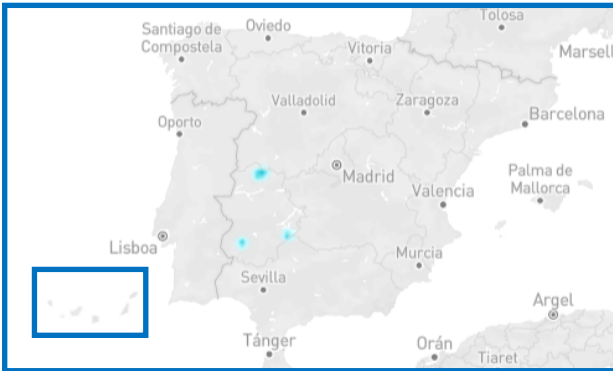 Tolosa
Oviedo
Santiago de
Compostela
Vitoria
Marsell
Valladolid
Zaragoza
Barcelona
Oporto
Madrid
Palma de
Mallorca
Valencia
Lisboa
Murcia
Sevilla
Argel
Tánger
Orán
Tiaret